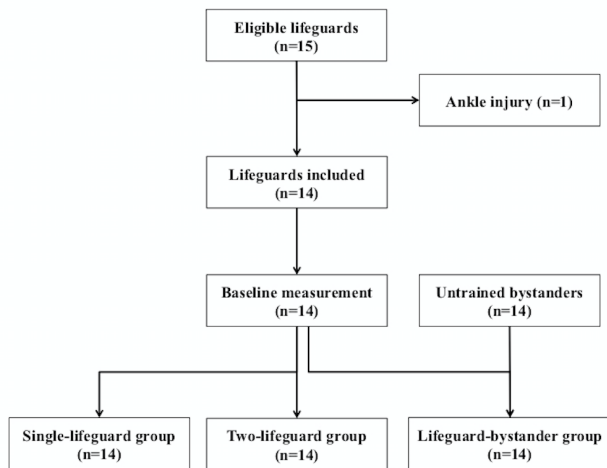 Eligible lifeguards
(n=15)
Ankle injury (n=1)
Lifeguards included
(n=14)
Baseline measurement
(n=14)
Untrained bystanders
(n=14)
Single-lifeguard group
(n=14)
Two-lifeguard group
(n=14)
Lifeguard-bystander group
(n=14)